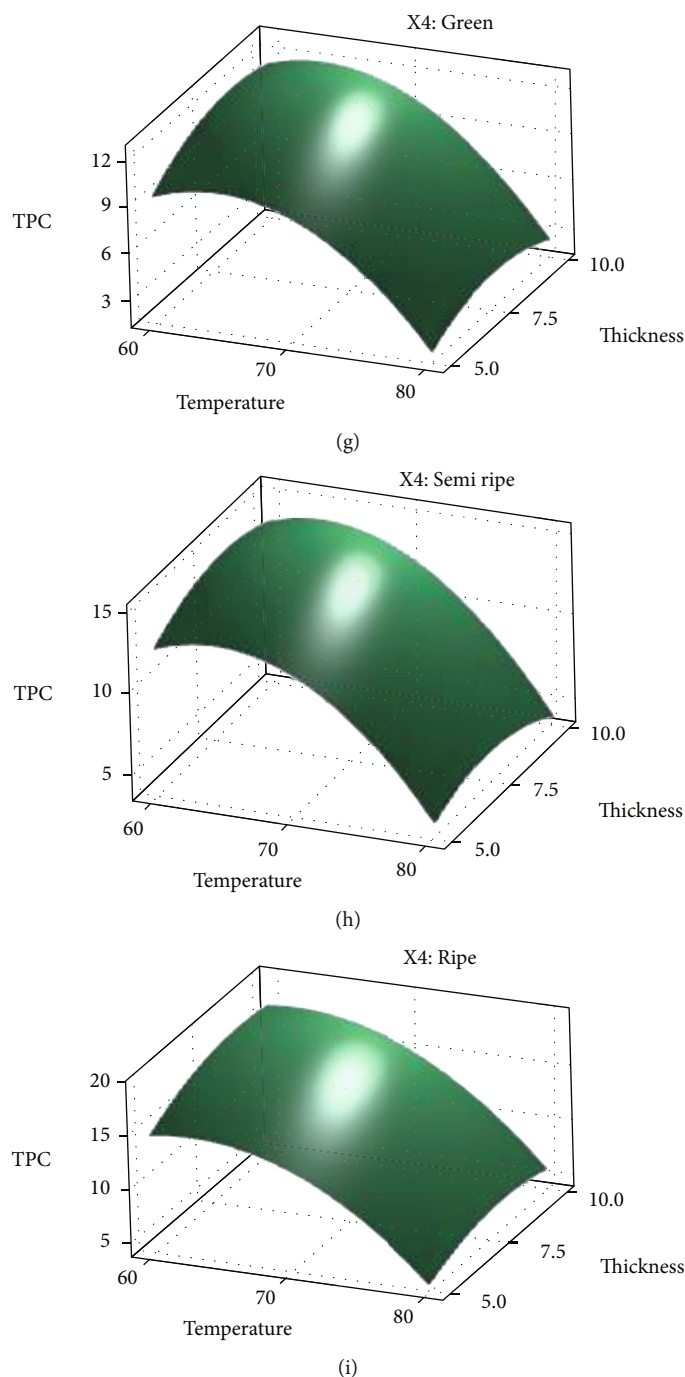 X4: Green
12
9
TPC
6
3
60
70
80
Temperature
10.0
7.5
5.0
Thickness
(g)
X4: Semi ripe
15
10
TPC
5
60
70
80
Temperature
10.0
7.5
5.0
Thickness
(h)
X4: Ripe
20
15
TPC
10
5
60
70
80
Temperature
10.0
7.5
5.0
Thickness
(i)